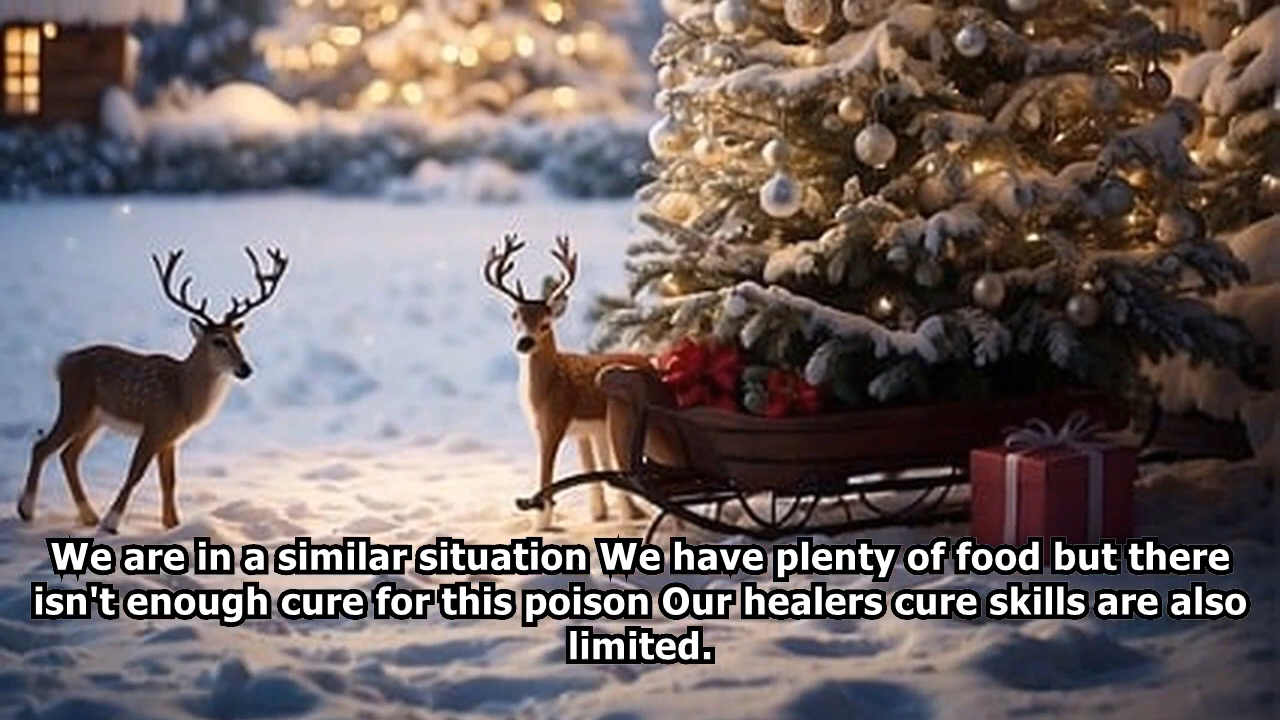 We are in a similar situation We have plenty of food but there
isn't enough cure for this poison Our healers cure skills are also
limited.